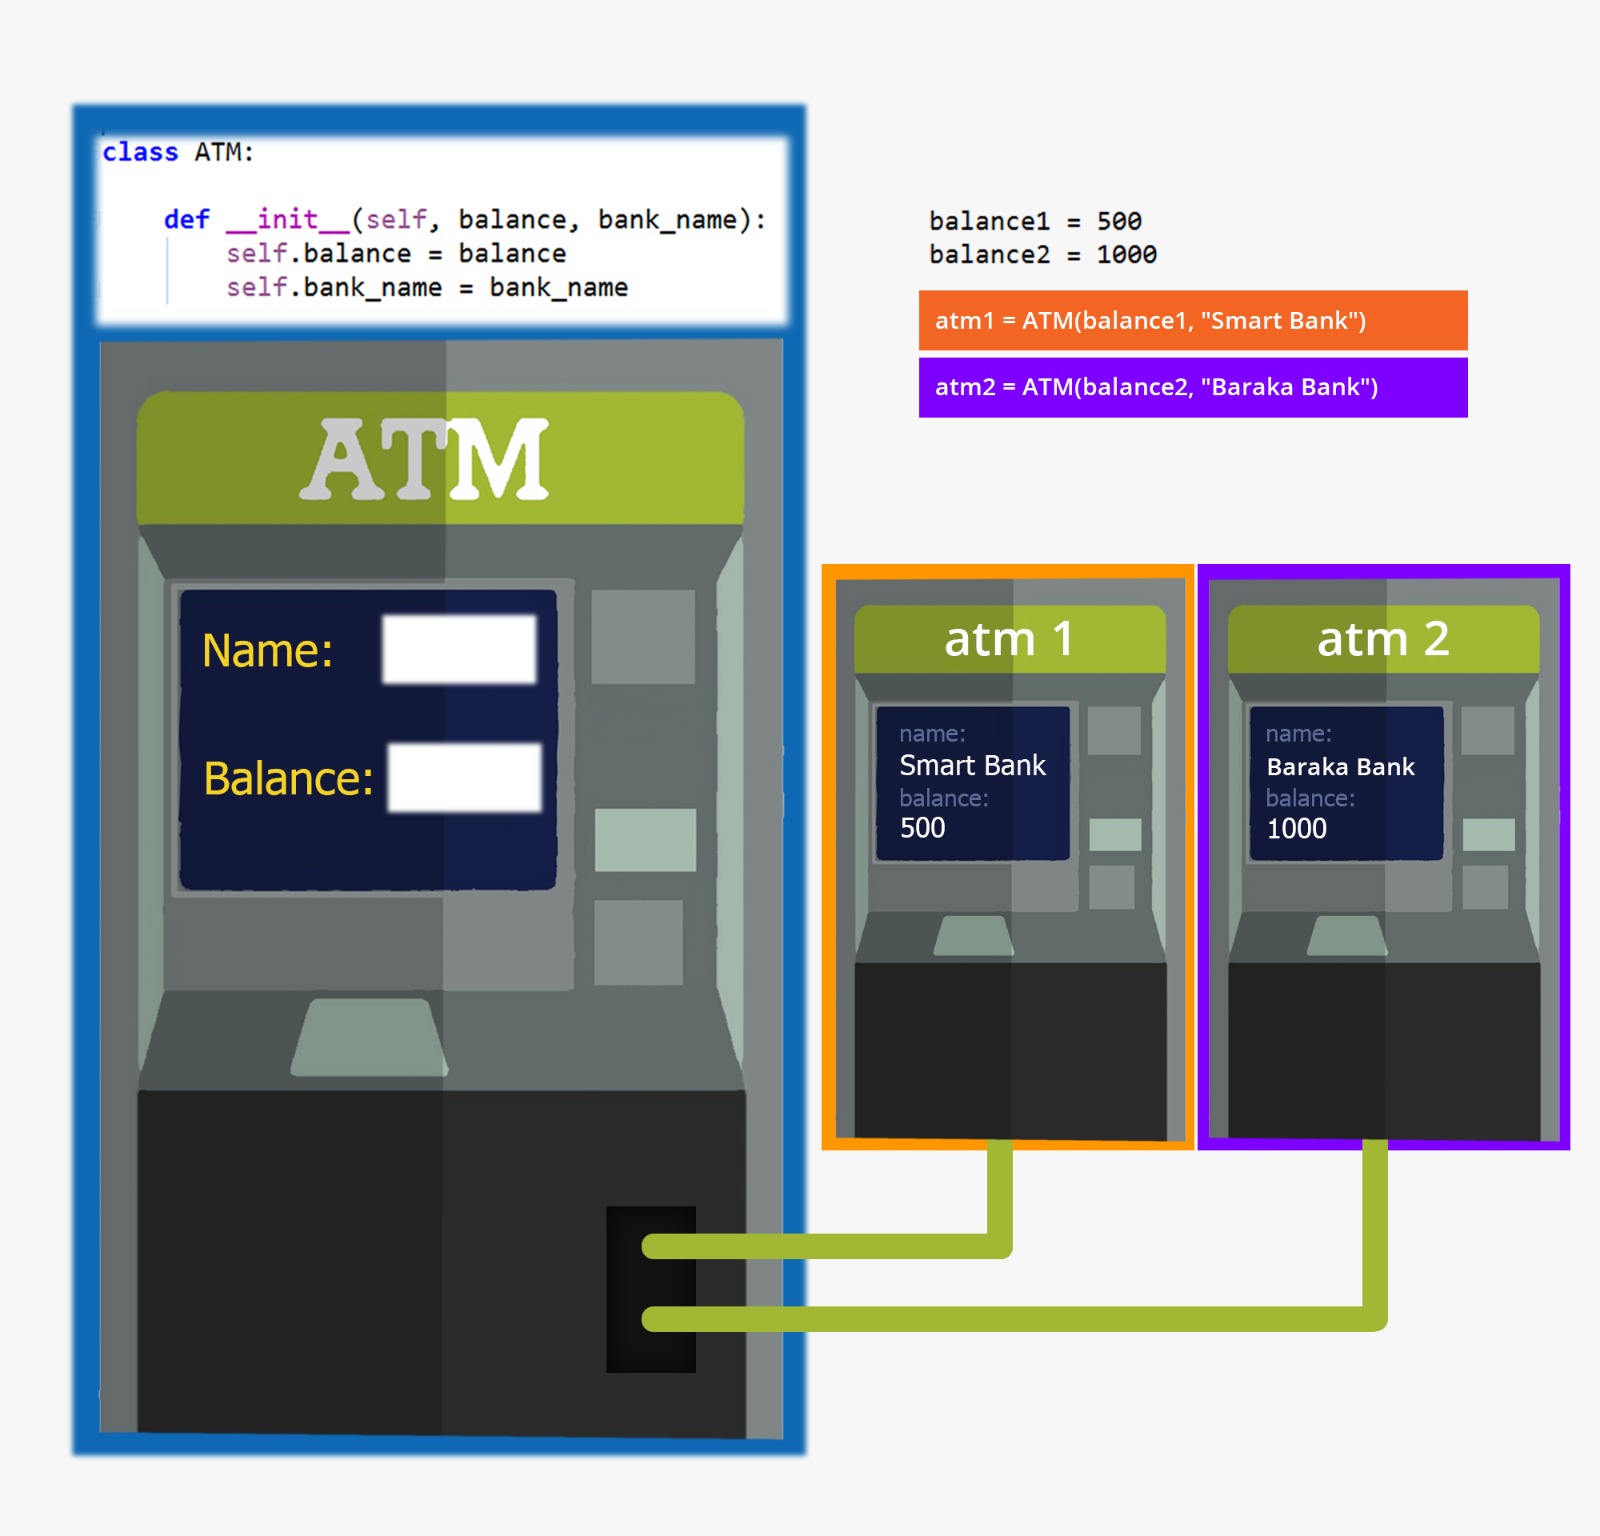 class ATM:
    def __init__(self, balance, bank_name):
        self.balance = balance
        self.bank_name = bank_name
balance1 = 500
balance2 = 1000
atm1 = ATM(balance1, "Smart Bank")
atm2 = ATM(balance2, "Baraka Bank")
ATM
Name:
Balance:
atm 1
name:
Smart Bank
balance:
500
atm 2
name:
Baraka Bank
balance:
1000